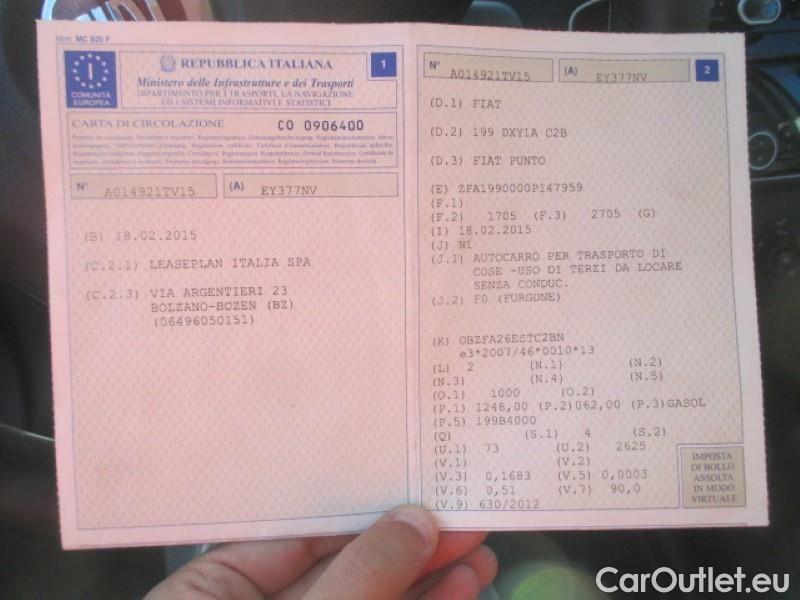 Mod. MC 820 F
I
COMUNITÀ
EUROPEA
REPUBBLICA ITALIANA
1
Ministero delle Infrastrutture e dei Trasporti
DIPARTIMENTO PER I TRASPORTI, LA NAVIGAZIONE
ED I SISTEMI INFORMATIVI E STATISTICI
CARTA DI CIRCOLAZIONE CO 0906400
N° A014921TV15 (A) EY377NV
(B) 18.02.2015
(C.2.1) LEASEPLAN ITALIA SPA
(C.2.3) VIA ARGENTIERI 23
BOLZANO-BOZEN (BZ)
(06496050151)
N° A014921TV15 (A) EY377NV 2
(D.1) FIAT
(D.2) 199 DXY1A C2B
(D.3) FIAT PUNTO
(E) ZFA1990000P147959
(F.1)
(F.2) 1705 (F.3) 2705 (G)
(I) 18.02.2015
(J) N1
(J.1) AUTOCARRO PER TRASPORTO DI
COSE -USO DI TERZI DA LOCARE
SENZA CONDUC.
(J.2) F0 (FURGONE)
(K) OBZFA26ESTC2BN
e3*2007/46*0010*13
(L) 2 (N.1) (N.2)
(N.3) (N.4) (N.5)
(O.1) 1000 (O.2)
(P.1) 1248,00 (P.2)062,00 (P.3)GASOL
(P.5) 199B4000
(Q) (S.1) 4 (S.2)
(U.1) 73 (U.2) 2625
(V.1) (V.2)
(V.3) 0,1683 (V.5) 0,0003
(V.6) 0,51 (V.7) 90,0
(V.9) 630/2012
IMPOSTA
DI BOLLO
ASSOLTA
IN MODO
VIRTUALE
CarOutlet.eu